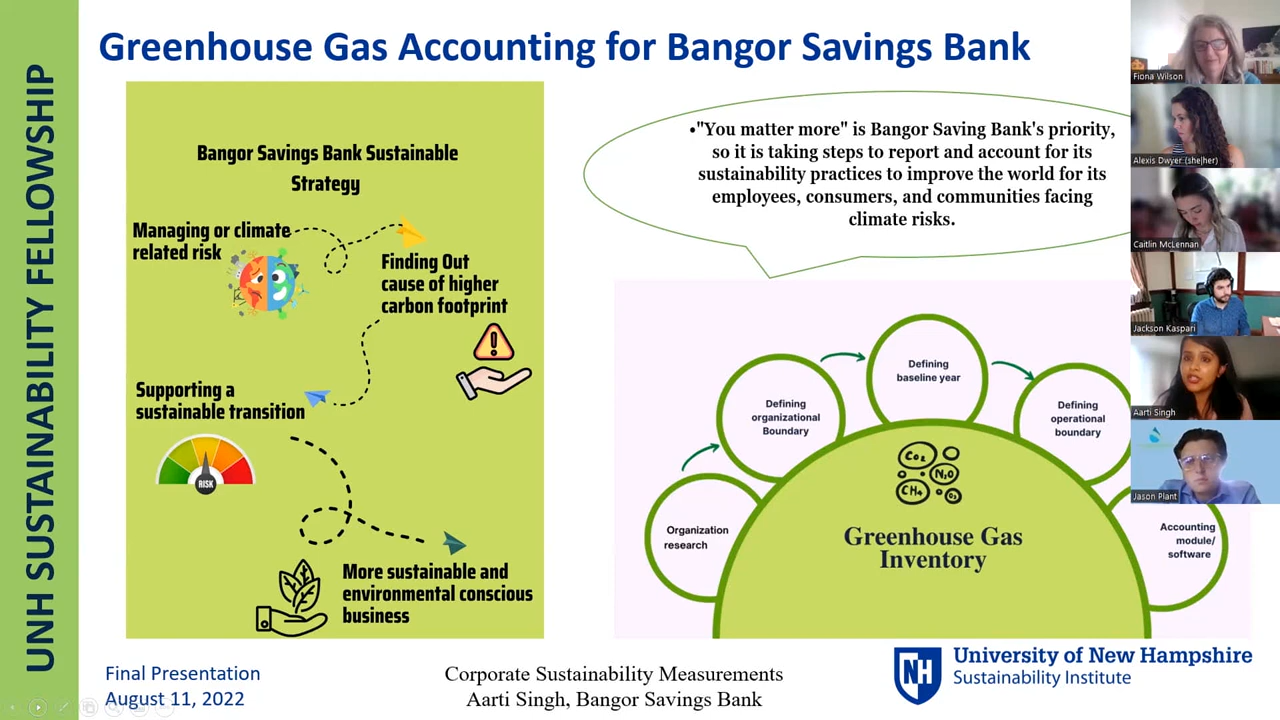 Greenhouse Gas Accounting for Bangor Savings Bank
UNH SUSTAINABILITY FELLOWSHIP
Bangor Savings Bank Sustainable
Strategy
Managing or climate
related risk
Finding Out
cause of higher
carbon footprint
Supporting a
sustainable transition
RISK
More sustainable and
environmental conscious
business
•"You matter more" is Bangor Saving Bank's priority,
so it is taking steps to report and account for its
sustainability practices to improve the world for its
employees, consumers, and communities facing
climate risks.
Organization
research
Defining
organizational
Boundary
Defining
baseline year
Defining
operational
boundary
Accounting
module/
software
CO2
N2O
CH4
O3
Greenhouse Gas
Inventory
Final Presentation
August 11, 2022
Corporate Sustainability Measurements
Aarti Singh, Bangor Savings Bank
NH
University of New Hampshire
Sustainability Institute
Fiona Wilson
Alexis Dwyer (she|her)
Caitlin McLennan
Jackson Kaspari
Aarti Singh
Jason Plant